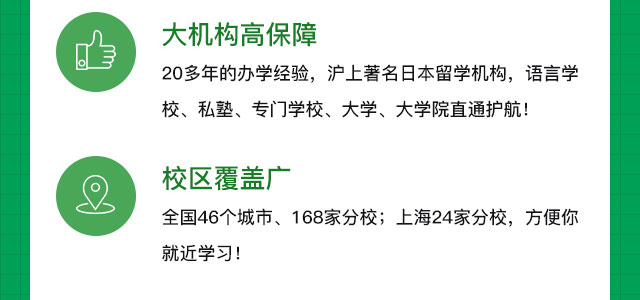 大机构高保障
20多年的办学经验，沪上著名日本留学机构，语言学
校、私塾、专门学校、大学、大学院直通护航！
校区覆盖广
全国46个城市、168家分校；上海24家分校，方便你
就近学习！